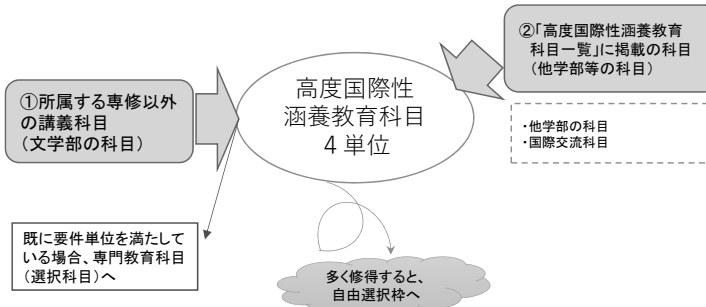 ①所属する専修以外
の講義科目
(文学部の科目)
高度国際性
涵養教育科目
4 単位
②「高度国際性涵養教育
科目一覧」に掲載の科目
(他学部等の科目)
・他学部の科目
・国際交流科目
既に要件単位を満たして
いる場合、専門教育科目
(選択科目)へ
多く修得すると、
自由選択枠へ